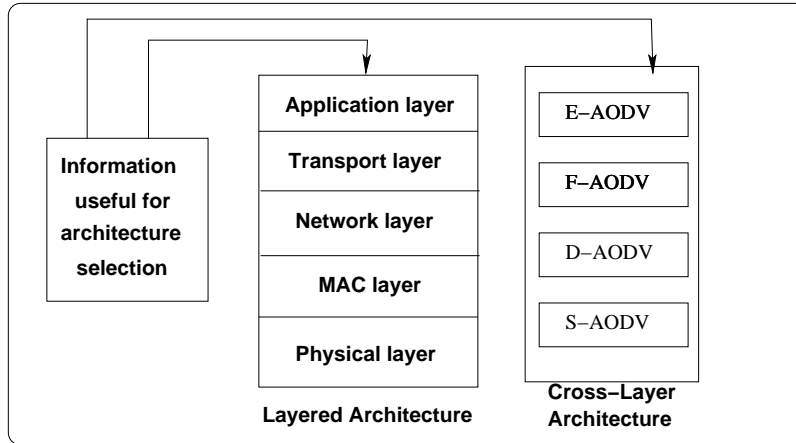 Information
useful for
architecture
selection
Application layer
Transport layer
Network layer
MAC layer
Physical layer
Layered Architecture
E−AODV
F−AODV
D−AODV
S−AODV
Cross−Layer
Architecture